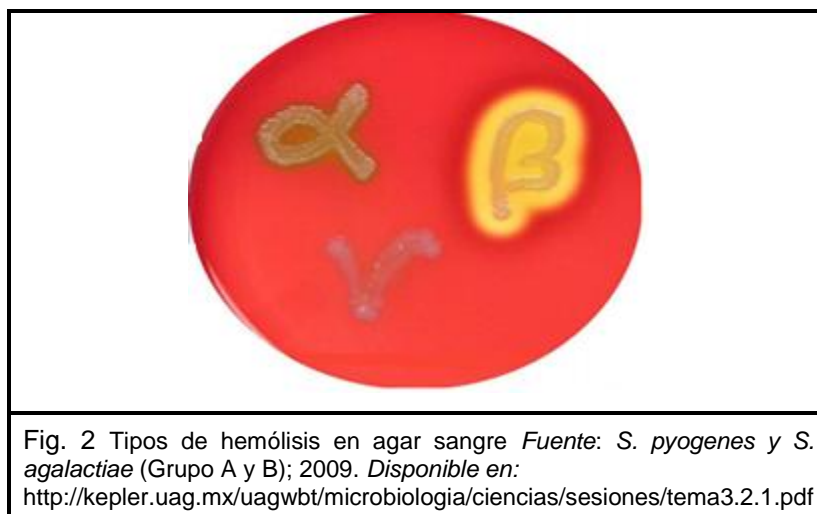 α
β
γ
Fig. 2 Tipos de hemólisis en agar sangre Fuente: S. pyogenes y S.
agalactiae (Grupo A y B); 2009. Disponible en:
http://kepler.uag.mx/uagwbt/microbiologia/ciencias/sesiones/tema3.2.1.pdf